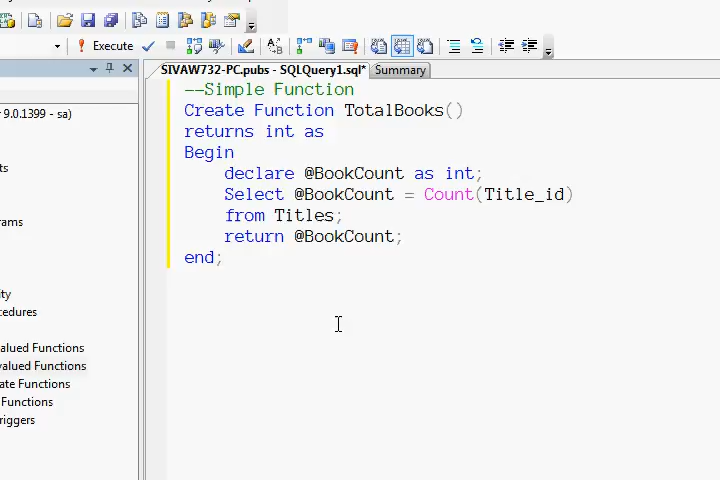 Execute
SIVAW732-PC.pubs - SQLQuery1.sql* Summary
9.0.1399 - sa)
--Simple Function
Create Function TotalBooks()
returns int as
Begin
declare @BookCount as int;
Select @BookCount = Count(Title_id)
from Titles;
return @BookCount;
end;
ts
rams
ity
cedures
alued Functions
valued Functions
ate Functions
Functions
riggers